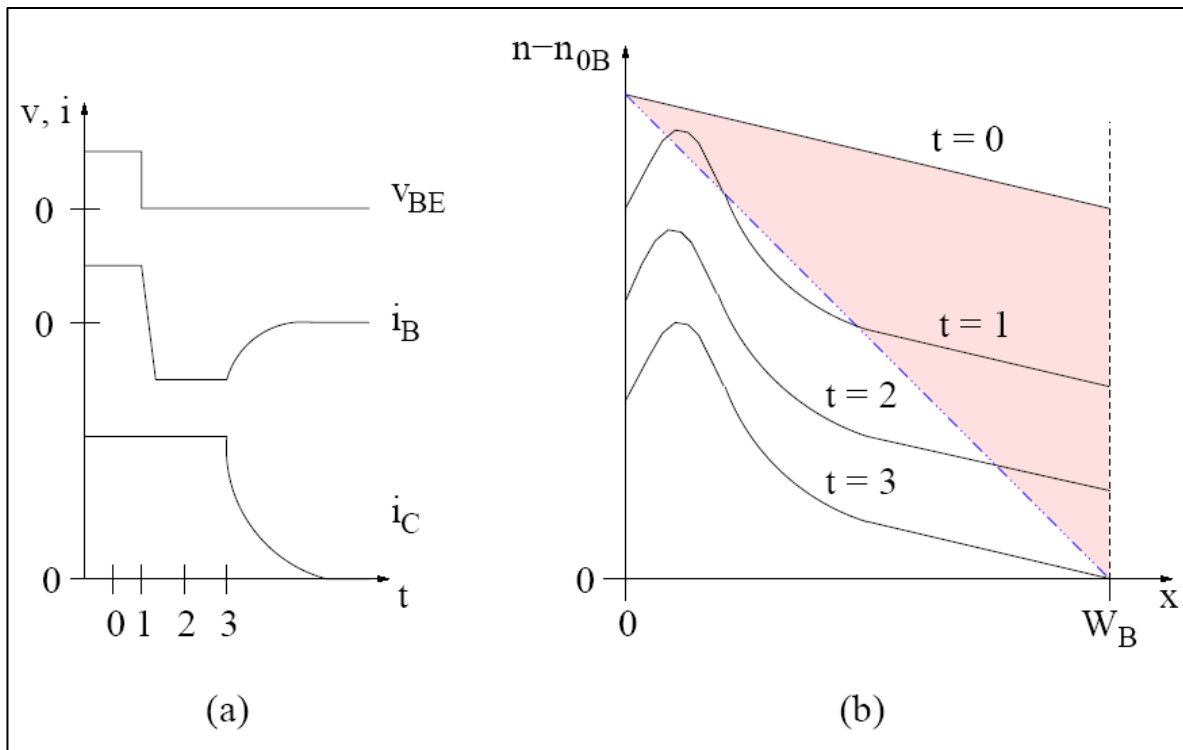 v, i
v_BE
0
i_B
0
i_C
0
t
0 1 2 3
(a)
n−n_0B
t = 0
t = 1
t = 2
t = 3
0
x
0
W_B
(b)